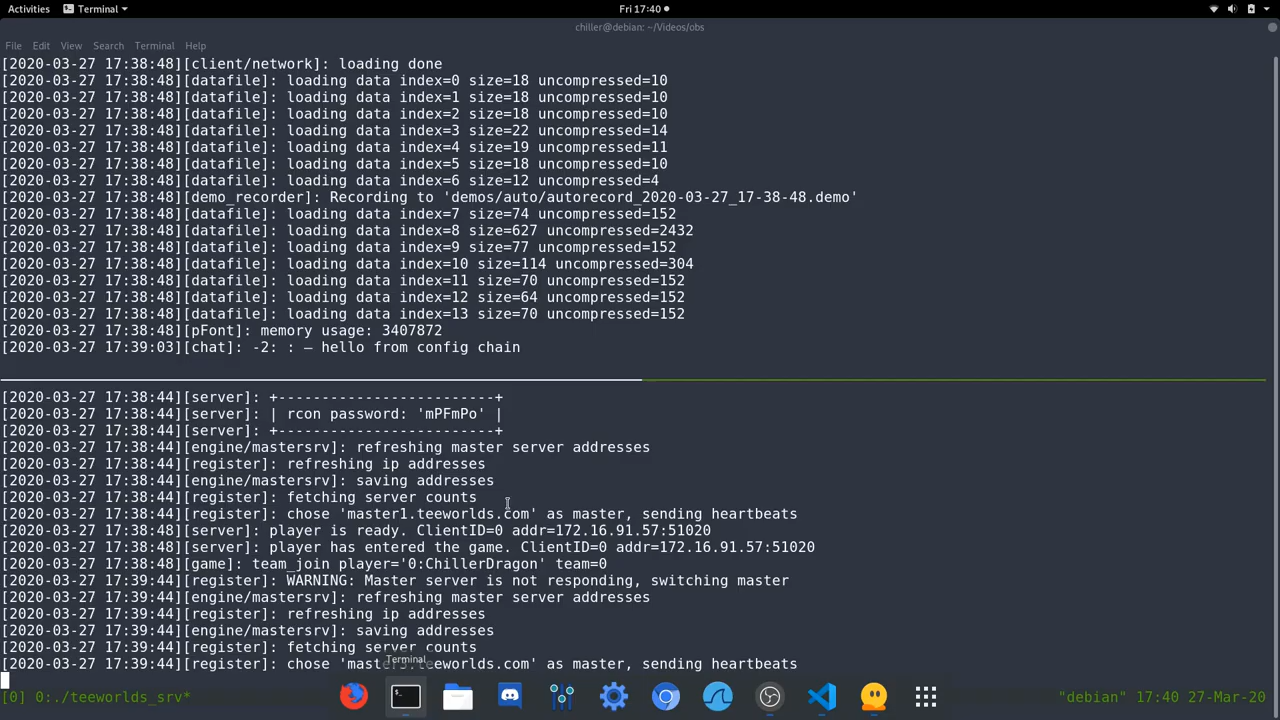 Activities Terminal Fri 17:40
chiller@debian: ~/Videos/obs
File Edit View Search Terminal Help
[2020-03-27 17:38:48][client/network]: loading done
[2020-03-27 17:38:48][datafile]: loading data index=0 size=18 uncompressed=10
[2020-03-27 17:38:48][datafile]: loading data index=1 size=18 uncompressed=10
[2020-03-27 17:38:48][datafile]: loading data index=2 size=18 uncompressed=10
[2020-03-27 17:38:48][datafile]: loading data index=3 size=22 uncompressed=14
[2020-03-27 17:38:48][datafile]: loading data index=4 size=19 uncompressed=11
[2020-03-27 17:38:48][datafile]: loading data index=5 size=18 uncompressed=10
[2020-03-27 17:38:48][datafile]: loading data index=6 size=12 uncompressed=4
[2020-03-27 17:38:48][demo_recorder]: Recording to 'demos/auto/autorecord_2020-03-27_17-38-48.demo'
[2020-03-27 17:38:48][datafile]: loading data index=7 size=74 uncompressed=152
[2020-03-27 17:38:48][datafile]: loading data index=8 size=627 uncompressed=2432
[2020-03-27 17:38:48][datafile]: loading data index=9 size=77 uncompressed=152
[2020-03-27 17:38:48][datafile]: loading data index=10 size=114 uncompressed=304
[2020-03-27 17:38:48][datafile]: loading data index=11 size=70 uncompressed=152
[2020-03-27 17:38:48][datafile]: loading data index=12 size=64 uncompressed=152
[2020-03-27 17:38:48][datafile]: loading data index=13 size=70 uncompressed=152
[2020-03-27 17:38:48][pFont]: memory usage: 3407872
[2020-03-27 17:39:03][chat]: -2: : — hello from config chain
[2020-03-27 17:38:44][server]: +-------------------------+
[2020-03-27 17:38:44][server]: | rcon password: 'mPFmPo' |
[2020-03-27 17:38:44][server]: +-------------------------+
[2020-03-27 17:38:44][engine/mastersrv]: refreshing master server addresses
[2020-03-27 17:38:44][register]: refreshing ip addresses
[2020-03-27 17:38:44][engine/mastersrv]: saving addresses
[2020-03-27 17:38:44][register]: fetching server counts
[2020-03-27 17:38:44][register]: chose 'master1.teeworlds.com' as master, sending heartbeats
[2020-03-27 17:38:48][server]: player is ready. ClientID=0 addr=172.16.91.57:51020
[2020-03-27 17:38:48][server]: player has entered the game. ClientID=0 addr=172.16.91.57:51020
[2020-03-27 17:38:48][game]: team_join player='0:ChillerDragon' team=0
[2020-03-27 17:39:44][register]: WARNING: Master server is not responding, switching master
[2020-03-27 17:39:44][engine/mastersrv]: refreshing master server addresses
[2020-03-27 17:39:44][register]: refreshing ip addresses
[2020-03-27 17:39:44][engine/mastersrv]: saving addresses
[2020-03-27 17:39:44][register]: fetching server counts
Terminal
[2020-03-27 17:39:44][register]: chose as master, sending heartbeats
[0] 0:./teeworlds_srv* "debian" 17:40 27-Mar-20